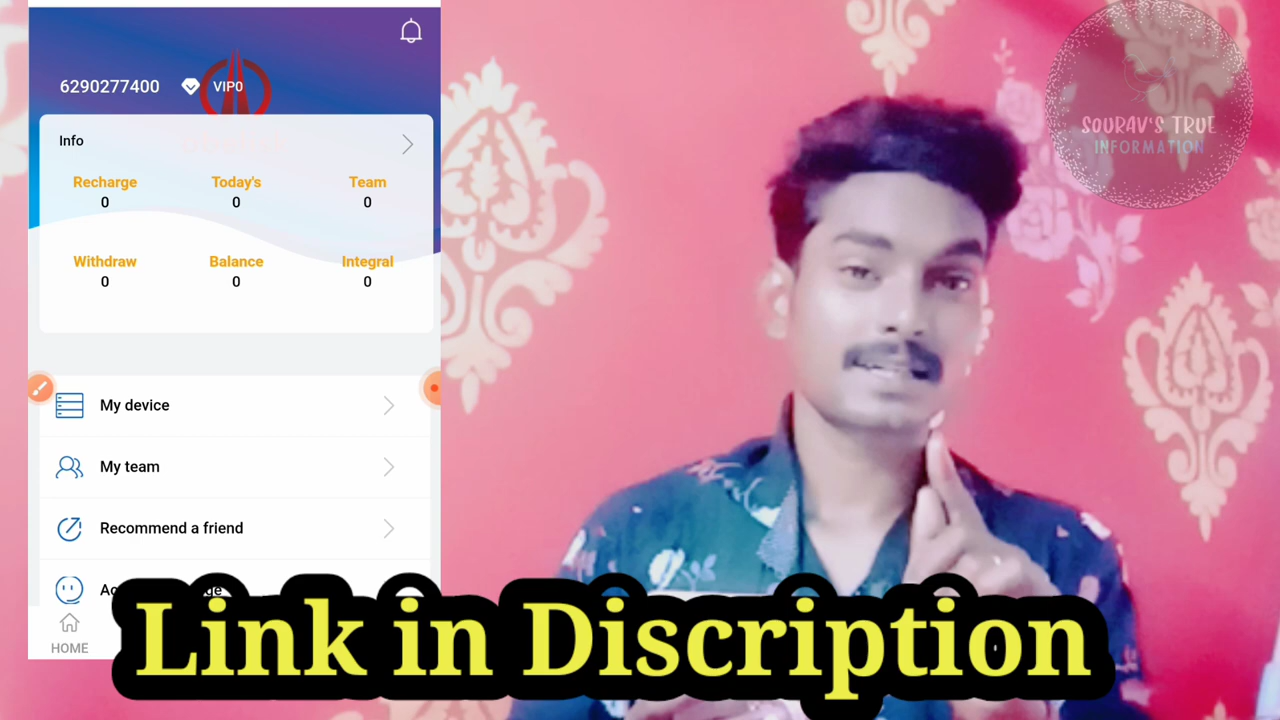 6290277400
VIP0
Info
Recharge Today's Team
0 0 0
Withdraw Balance Integral
0 0 0
My device
My team
Recommend a friend
HOME
SOURAV'S TRUE
INFORMATION
Link in Discription